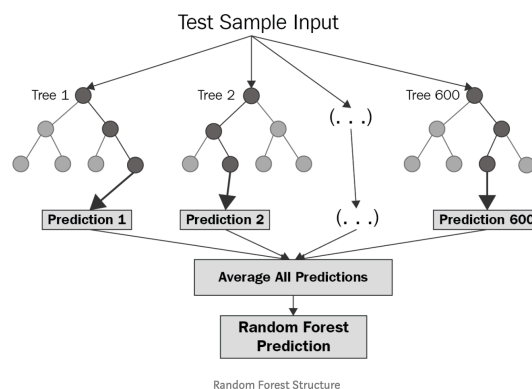 Test Sample Input
Tree 1
Tree 2
(. . .)
Tree 600
Prediction 1
Prediction 2
(. . .)
Prediction 600
Average All Predictions
Random Forest
Prediction
Random Forest Structure